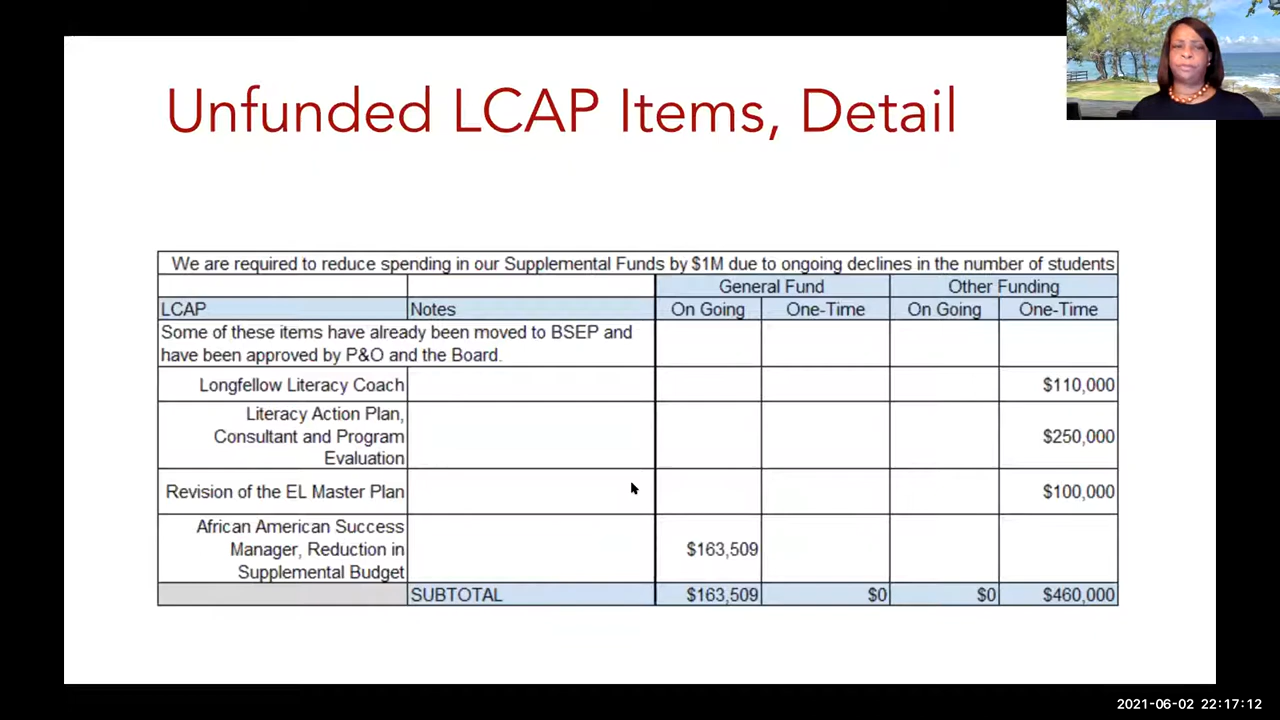 Unfunded LCAP Items, Detail
We are required to reduce spending in our Supplemental Funds by $1M due to ongoing declines in the number of students
General Fund Other Funding
LCAP Notes On Going One-Time On Going One-Time
Some of these items have already been moved to BSEP and
have been approved by P&O and the Board.
Longfellow Literacy Coach $110,000
Literacy Action Plan,
Consultant and Program
Evaluation
$250,000
Revision of the EL Master Plan $100,000
African American Success
Manager, Reduction in
Supplemental Budget
$163,509
SUBTOTAL $163,509 $0 $0 $460,000
2021-06-02 22:17:12